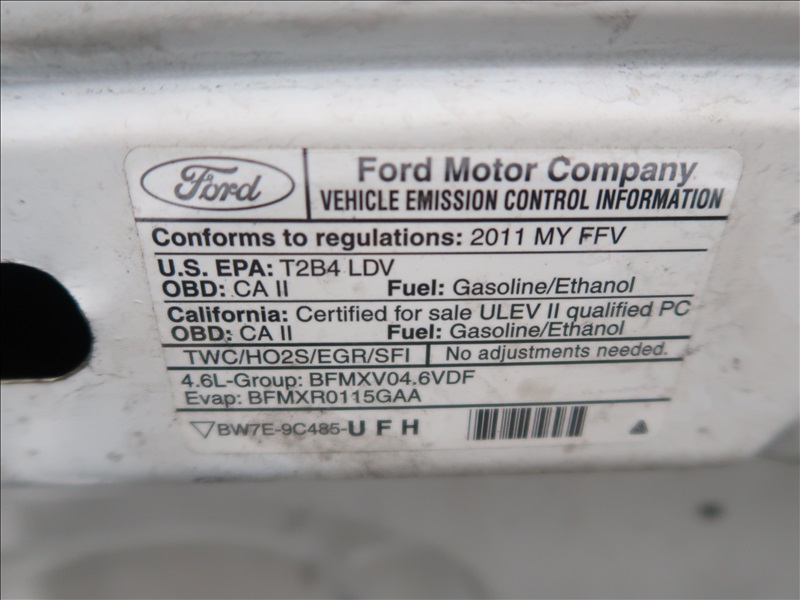 Ford
Ford Motor Company
VEHICLE EMISSION CONTROL INFORMATION
Conforms to regulations: 2011 MY FFV
U.S. EPA: T2B4 LDV
OBD: CA II Fuel: Gasoline/Ethanol
California: Certified for sale ULEV II qualified PC
OBD: CA II Fuel: Gasoline/Ethanol
TWC/HO2S/EGR/SFI No adjustments needed.
4.6L-Group: BFMXV04.6VDF
Evap: BFMXR0115GAA
BW7E-9C485-U F H